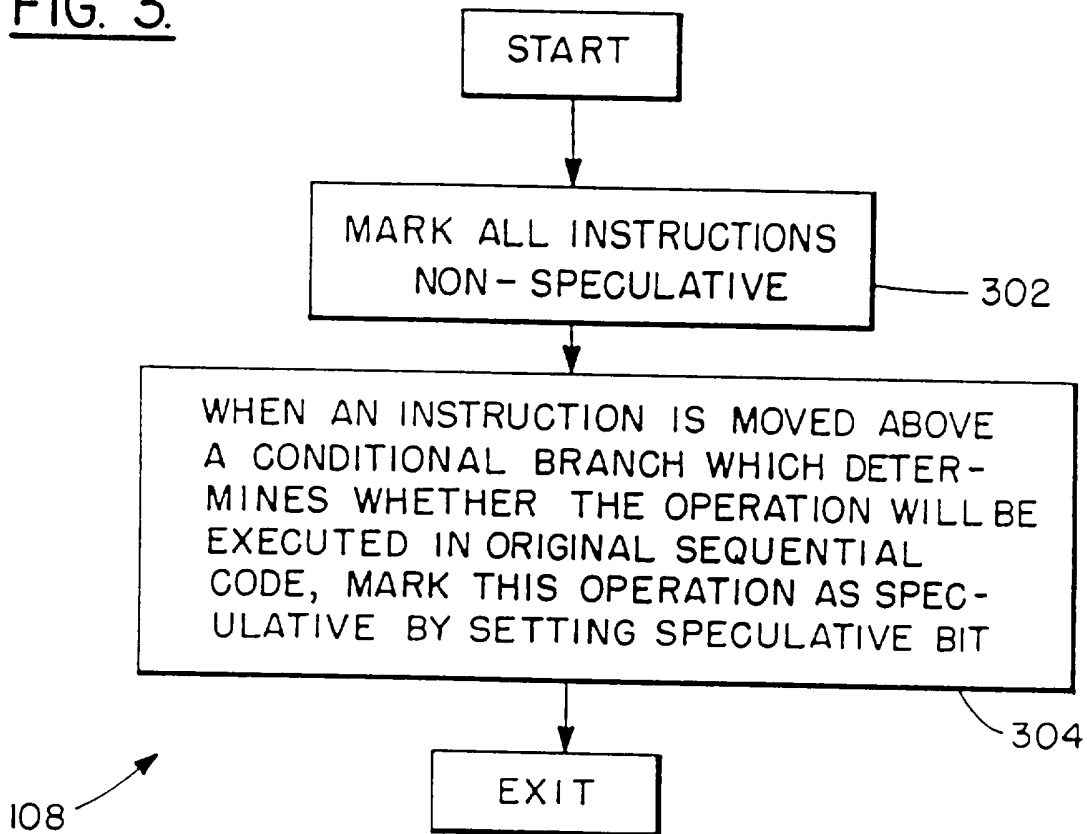 FIG. 3.
START
MARK ALL INSTRUCTIONS
NON-SPECULATIVE
302
WHEN AN INSTRUCTION IS MOVED ABOVE
A CONDITIONAL BRANCH WHICH DETER-
MINES WHETHER THE OPERATION WILL BE
EXECUTED IN ORIGINAL SEQUENTIAL
CODE, MARK THIS OPERATION AS SPEC-
ULATIVE BY SETTING SPECULATIVE BIT
304
EXIT
108